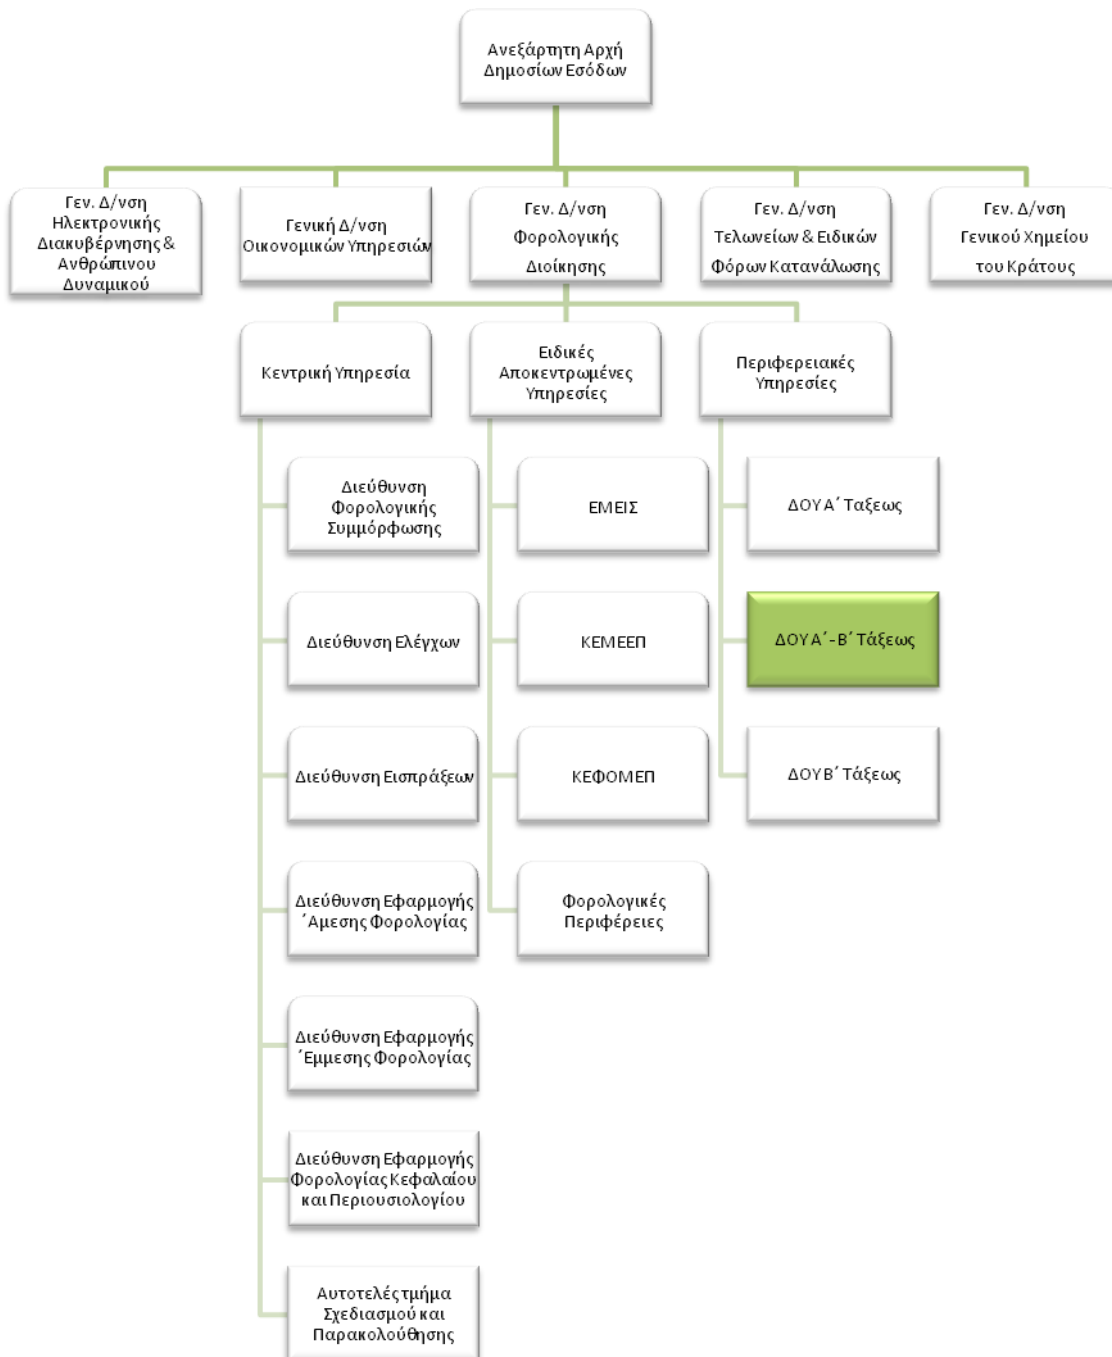 Ανεξάρτητη Αρχή
Δημοσίων Εσόδων
Γεν. Δ/νση
Ηλεκτρονικής
Διακυβέρνησης &
Ανθρώπινου
Δυναμικού
Γενική Δ/νση
Οικονομικών Υπηρεσιών
Γεν. Δ/νση
Φορολογικής
Διοίκησης
Γεν. Δ/νση
Τελωνείων & Ειδικών
Φόρων Κατανάλωσης
Γεν. Δ/νση
Γενικού Χημείου
του Κράτους
Κεντρική Υπηρεσία
Ειδικές
Αποκεντρωμένες
Υπηρεσίες
Περιφερειακές
Υπηρεσίες
Διεύθυνση
Φορολογικής
Συμμόρφωσης
Διεύθυνση Ελέγχων
Διεύθυνση Εισπράξεων
Διεύθυνση Εφαρμογής
΄Αμεσης Φορολογίας
Διεύθυνση Εφαρμογής
΄Εμμεσης Φορολογίας
Διεύθυνση Εφαρμογής
Φορολογίας Κεφαλαίου
και Περιουσιολογίου
Αυτοτελές τμήμα
Σχεδιασμού και
Παρακολούθησης
ΕΜΕΙΣ
ΚΕΜΕΕΠ
ΚΕΦΟΜΕΠ
Φορολογικές
Περιφέρειες
ΔΟΥ Α΄ Ταξεως
ΔΟΥ Α΄-Β΄ Τάξεως
ΔΟΥ Β΄ Τάξεως